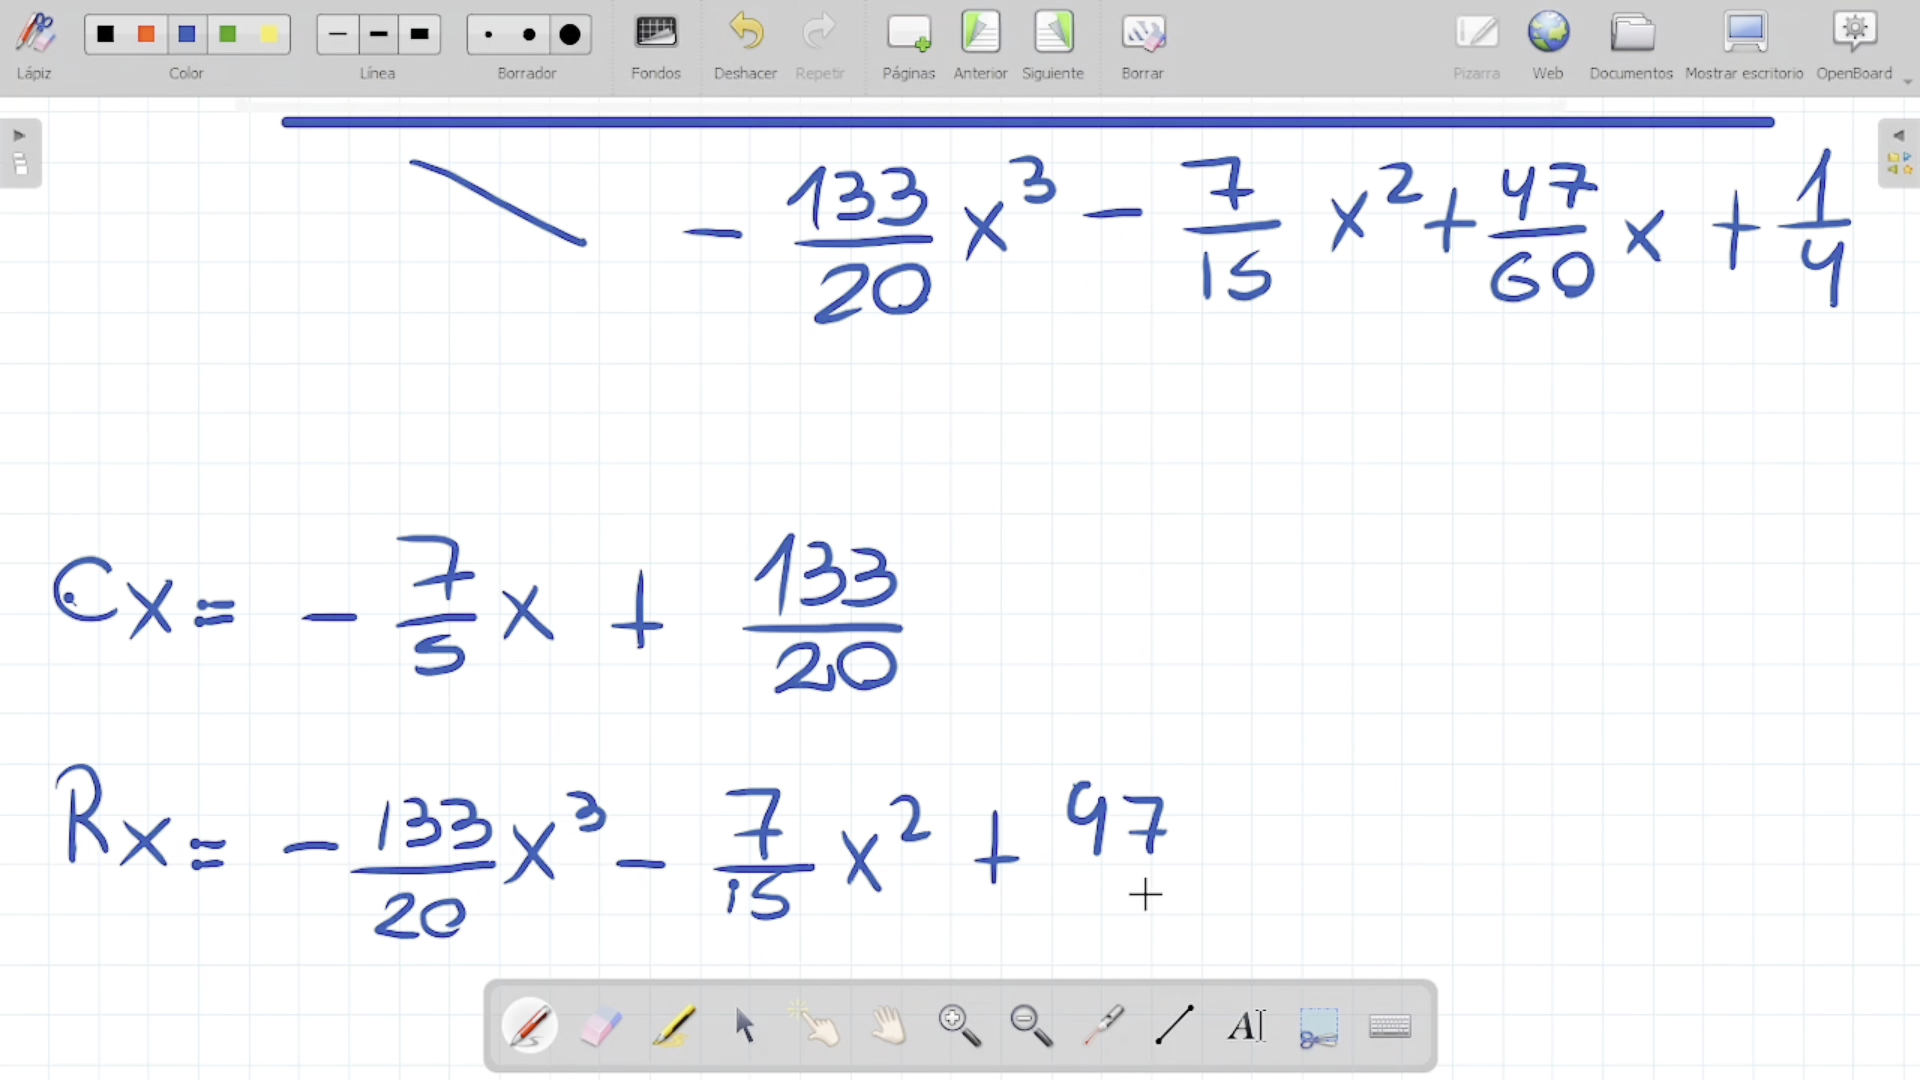 Lápiz Color Línea Borrador Fondos Deshacer Repetir Páginas Anterior Siguiente Borrar Pizarra Web Documentos Mostrar escritorio OpenBoard
- 133/20 x³ - 7/15 x² + 47/60 x + 1/4
Cx = - 7/5 x + 133/20
Rx = - 133/20 x³ - 7/15 x² + 47